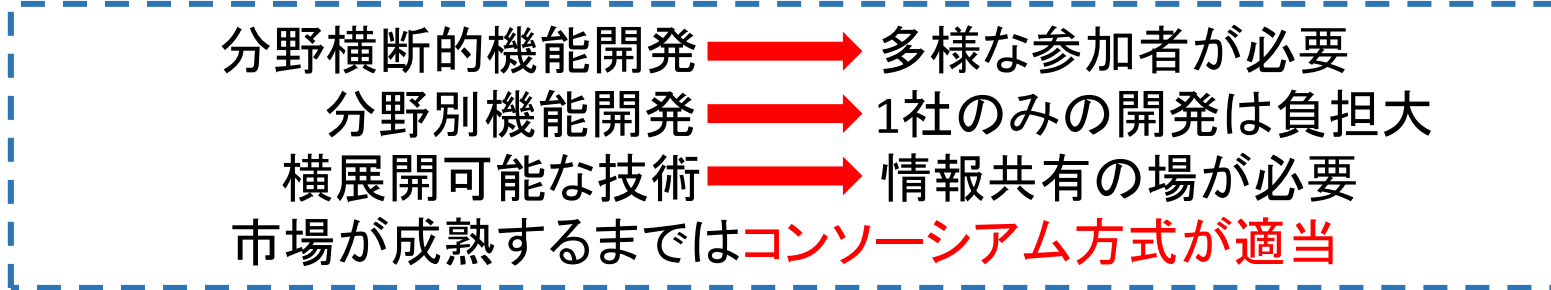 分野横断的機能開発 多様な参加者が必要
分野別機能開発 1社のみの開発は負担大
横展開可能な技術 情報共有の場が必要
市場が成熟するまではコンソーシアム方式が適当